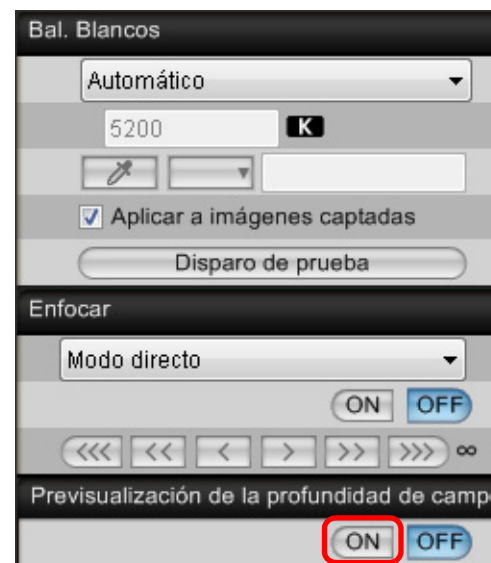 Bal. Blancos
Automático
5200 K
Aplicar a imágenes captadas
Disparo de prueba
Enfocar
Modo directo
ON OFF
<<< << < > >> >>> ∞
Previsualización de la profundidad de camp
ON OFF